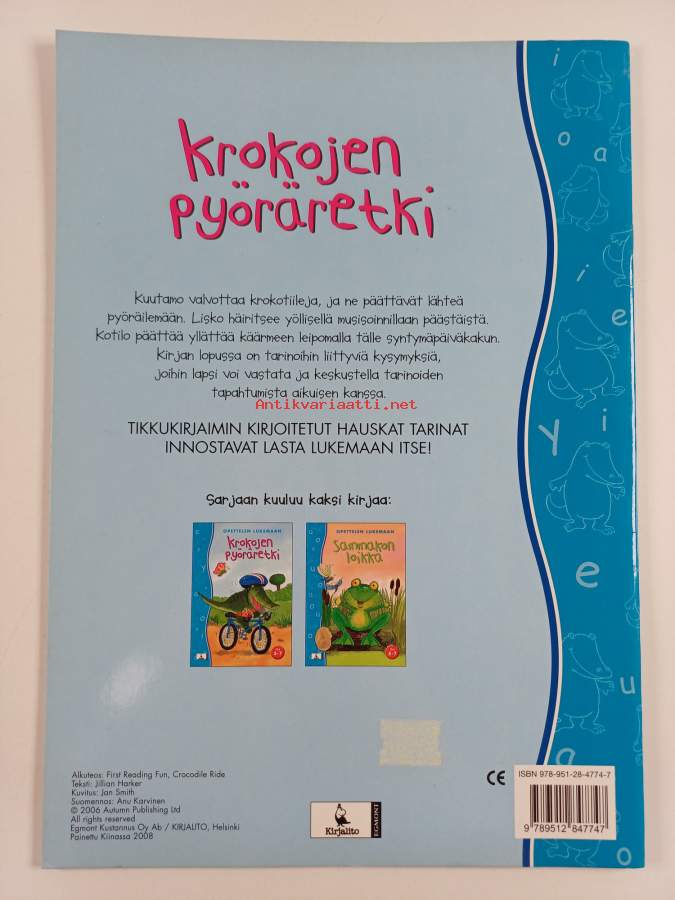 Krokojen
pyöräretki
Kuutamo valvottaa krokotiileja, ja ne päättävät lähteä
pyöräilemään. Lisko häiritsee yöllisellä musisoinnillaan päästäistä.
Kotilo päättää yllättää käärmeen leipomalla tälle syntymäpäiväkakun.
Kirjan lopussa on tarinoihin liittyviä kysymyksiä,
joihin lapsi voi vastata ja keskustella tarinoiden
tapahtumista aikuisen kanssa.
Antikvariaatti.net
TIKKUKIRJAIMIN KIRJOITETUT HAUSKAT TARINAT
INNOSTAVAT LASTA LUKEMAAN ITSE!
Sarjaan kuuluu kaksi kirjaa:
OPETTELEN LUKEMAAN
Krokojen
pyöräretki
OPETTELEN LUKEMAAN
Sammakon
loikka
Alkuteos: First Reading Fun, Crocodile Ride
Teksti: Jillian Harker
Kuvitus: Jan Smith
Suomennos: Anu Karvinen
© 2006 Autumn Publishing Ltd
All rights reserved
Egmont Kustannus Oy Ab / KIRJALITO, Helsinki
Painettu Kiinassa 2008
Kirjalito
EGMONT
CE
ISBN 978-951-28-4774-7
9 789512 847747
i
o
a
i
i
e
y
i
e
u
a
i
o